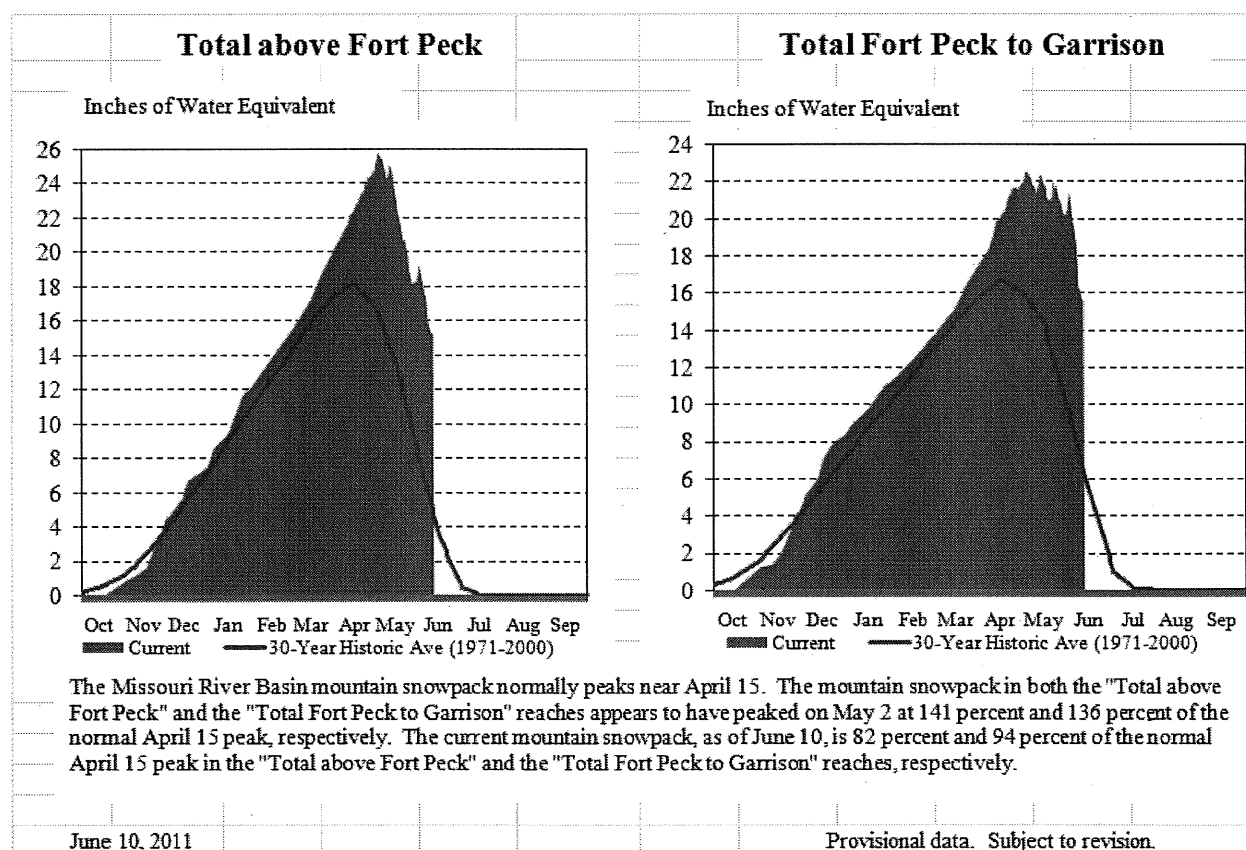 Total above Fort Peck
Inches of Water Equivalent
26
24
22
20
18
16
14
12
10
8
6
4
2
0
Oct Nov Dec Jan Feb Mar Apr May Jun Jul Aug Sep
Current 30-Year Historic Ave (1971-2000)
Total Fort Peck to Garrison
Inches of Water Equivalent
24
22
20
18
16
14
12
10
8
6
4
2
0
Oct Nov Dec Jan Feb Mar Apr May Jun Jul Aug Sep
Current 30-Year Historic Ave (1971-2000)
The Missouri River Basin mountain snowpack normally peaks near April 15. The mountain snowpack in both the "Total above
Fort Peck" and the "Total Fort Peck to Garrison" reaches appears to have peaked on May 2 at 141 percent and 136 percent of the
normal April 15 peak, respectively. The current mountain snowpack, as of June 10, is 82 percent and 94 percent of the normal
April 15 peak in the "Total above Fort Peck" and the "Total Fort Peck to Garrison" reaches, respectively.
June 10, 2011
Provisional data. Subject to revision.